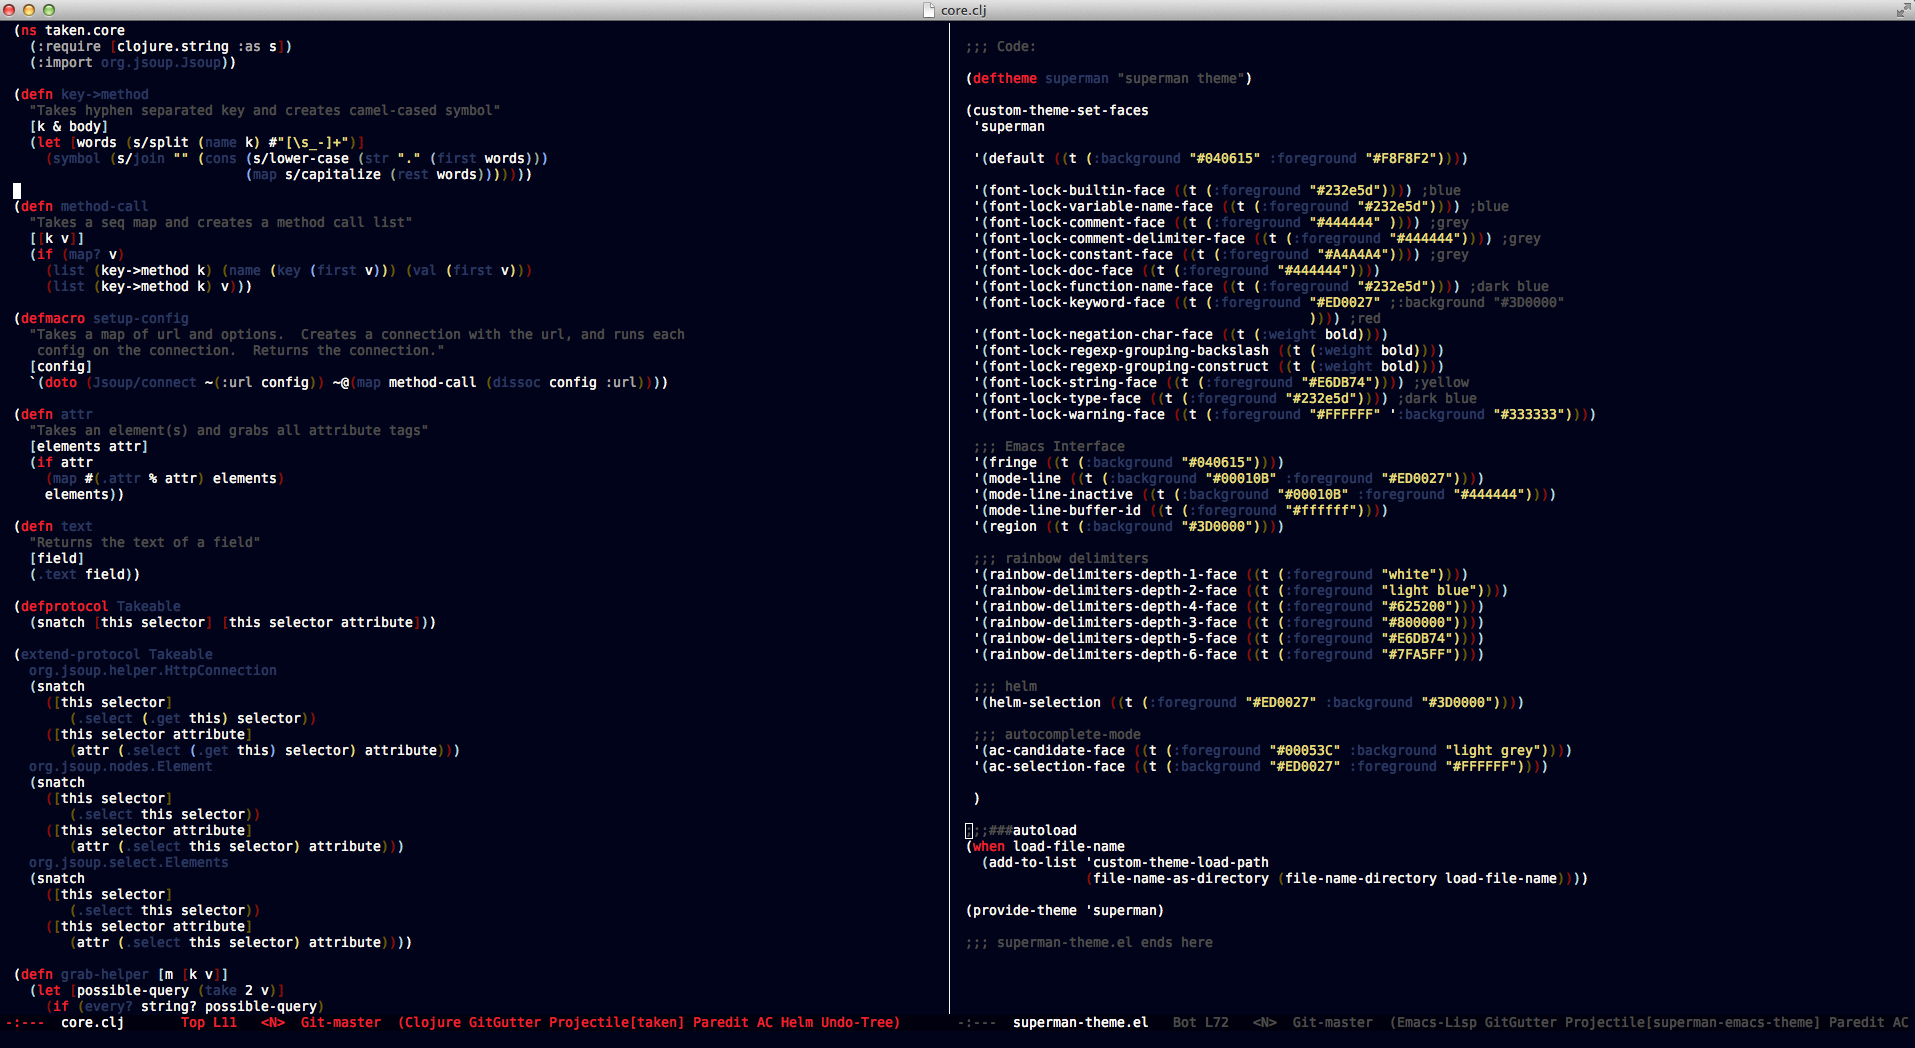 core.clj
(ns taken.core
  (:require [clojure.string :as s])
  (:import org.jsoup.Jsoup))
(defn key->method
  "Takes hyphen separated key and creates camel-cased symbol"
  [k & body]
  (let [words (s/split (name k) #"[\s_-]+")]
    (symbol (s/join "" (cons (s/lower-case (str "." (first words)))
                             (map s/capitalize (rest words)))))))
(defn method-call
  "Takes a seq map and creates a method call list"
  [[k v]]
  (if (map? v)
    (list (key->method k) (name (key (first v))) (val (first v)))
    (list (key->method k) v)))
(defmacro setup-config
  "Takes a map of url and options.  Creates a connection with the url, and runs each
   config on the connection.  Returns the connection."
  [config]
  `(doto (Jsoup/connect ~(:url config)) ~@(map method-call (dissoc config :url))))
(defn attr
  "Takes an element(s) and grabs all attribute tags"
  [elements attr]
  (if attr
    (map #(.attr % attr) elements)
    elements))
(defn text
  "Returns the text of a field"
  [field]
  (.text field))
(defprotocol Takeable
  (snatch [this selector] [this selector attribute]))
(extend-protocol Takeable
  org.jsoup.helper.HttpConnection
  (snatch
    ([this selector]
       (.select (.get this) selector))
    ([this selector attribute]
       (attr (.select (.get this) selector) attribute)))
  org.jsoup.nodes.Element
  (snatch
    ([this selector]
       (.select this selector))
    ([this selector attribute]
       (attr (.select this selector) attribute)))
  org.jsoup.select.Elements
  (snatch
    ([this selector]
       (.select this selector))
    ([this selector attribute]
       (attr (.select this selector) attribute))))
(defn grab-helper [m [k v]]
  (let [possible-query (take 2 v)]
    (if (every? string? possible-query)
-:---  core.clj       Top L11   <N>  Git-master  (Clojure GitGutter Projectile[taken] Paredit AC Helm Undo-Tree)
;;; Code:
(deftheme superman "superman theme")
(custom-theme-set-faces
 'superman
 '(default ((t (:background "#040615" :foreground "#F8F8F2"))))
 '(font-lock-builtin-face ((t (:foreground "#232e5d")))) ;blue
 '(font-lock-variable-name-face ((t (:foreground "#232e5d")))) ;blue
 '(font-lock-comment-face ((t (:foreground "#444444" )))) ;grey
 '(font-lock-comment-delimiter-face ((t (:foreground "#444444")))) ;grey
 '(font-lock-constant-face ((t (:foreground "#A4A4A4")))) ;grey
 '(font-lock-doc-face ((t (:foreground "#444444"))))
 '(font-lock-function-name-face ((t (:foreground "#232e5d")))) ;dark blue
 '(font-lock-keyword-face ((t (:foreground "#ED0027" ;:background "#3D0000"
                                           )))) ;red
 '(font-lock-negation-char-face ((t (:weight bold))))
 '(font-lock-regexp-grouping-backslash ((t (:weight bold))))
 '(font-lock-regexp-grouping-construct ((t (:weight bold))))
 '(font-lock-string-face ((t (:foreground "#E6DB74")))) ;yellow
 '(font-lock-type-face ((t (:foreground "#232e5d")))) ;dark blue
 '(font-lock-warning-face ((t (:foreground "#FFFFFF" ':background "#333333"))))
 ;;; Emacs Interface
 '(fringe ((t (:background "#040615"))))
 '(mode-line ((t (:background "#00010B" :foreground "#ED0027"))))
 '(mode-line-inactive ((t (:background "#00010B" :foreground "#444444"))))
 '(mode-line-buffer-id ((t (:foreground "#ffffff"))))
 '(region ((t (:background "#3D0000"))))
 ;;; rainbow delimiters
 '(rainbow-delimiters-depth-1-face ((t (:foreground "white"))))
 '(rainbow-delimiters-depth-2-face ((t (:foreground "light blue"))))
 '(rainbow-delimiters-depth-4-face ((t (:foreground "#625200"))))
 '(rainbow-delimiters-depth-3-face ((t (:foreground "#800000"))))
 '(rainbow-delimiters-depth-5-face ((t (:foreground "#E6DB74"))))
 '(rainbow-delimiters-depth-6-face ((t (:foreground "#7FA5FF"))))
 ;;; helm
 '(helm-selection ((t (:foreground "#ED0027" :background "#3D0000"))))
 ;;; autocomplete-mode
 '(ac-candidate-face ((t (:foreground "#00053C" :background "light grey"))))
 '(ac-selection-face ((t (:background "#ED0027" :foreground "#FFFFFF"))))
 )
;;;###autoload
(when load-file-name
  (add-to-list 'custom-theme-load-path
               (file-name-as-directory (file-name-directory load-file-name))))
(provide-theme 'superman)
;;; superman-theme.el ends here
-:---  superman-theme.el   Bot L72   <N>  Git-master  (Emacs-Lisp GitGutter Projectile[superman-emacs-theme] Paredit AC